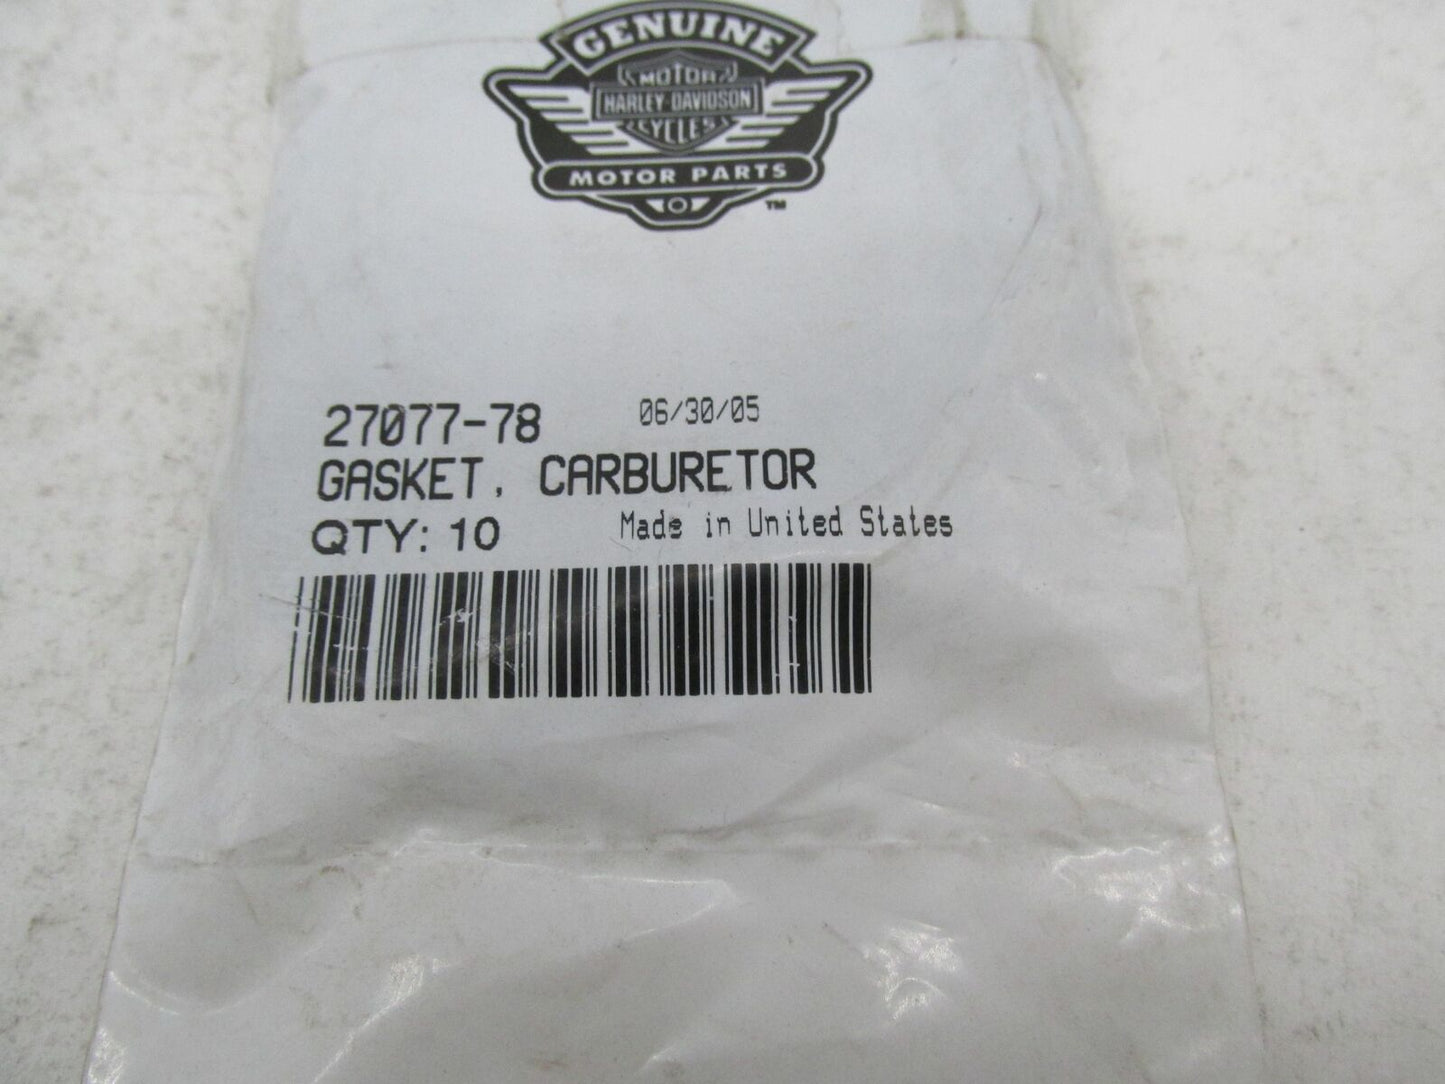 GENUINE
MOTOR
HARLEY-DAVIDSON
CYCLES
MOTOR PARTS
TM
27077-78 06/30/05
GASKET, CARBURETOR
QTY: 10 Made in United States